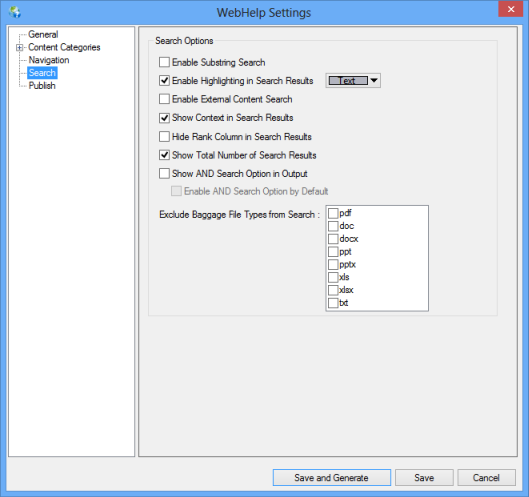 WebHelp Settings
General
Content Categories
Navigation
Search
Publish
Search Options
Enable Substring Search
Enable Highlighting in Search Results
Text
Enable External Content Search
Show Context in Search Results
Hide Rank Column in Search Results
Show Total Number of Search Results
Show AND Search Option in Output
Enable AND Search Option by Default
Exclude Baggage File Types from Search :
pdf
doc
docx
ppt
pptx
xls
xlsx
txt
Save and Generate
Save
Cancel